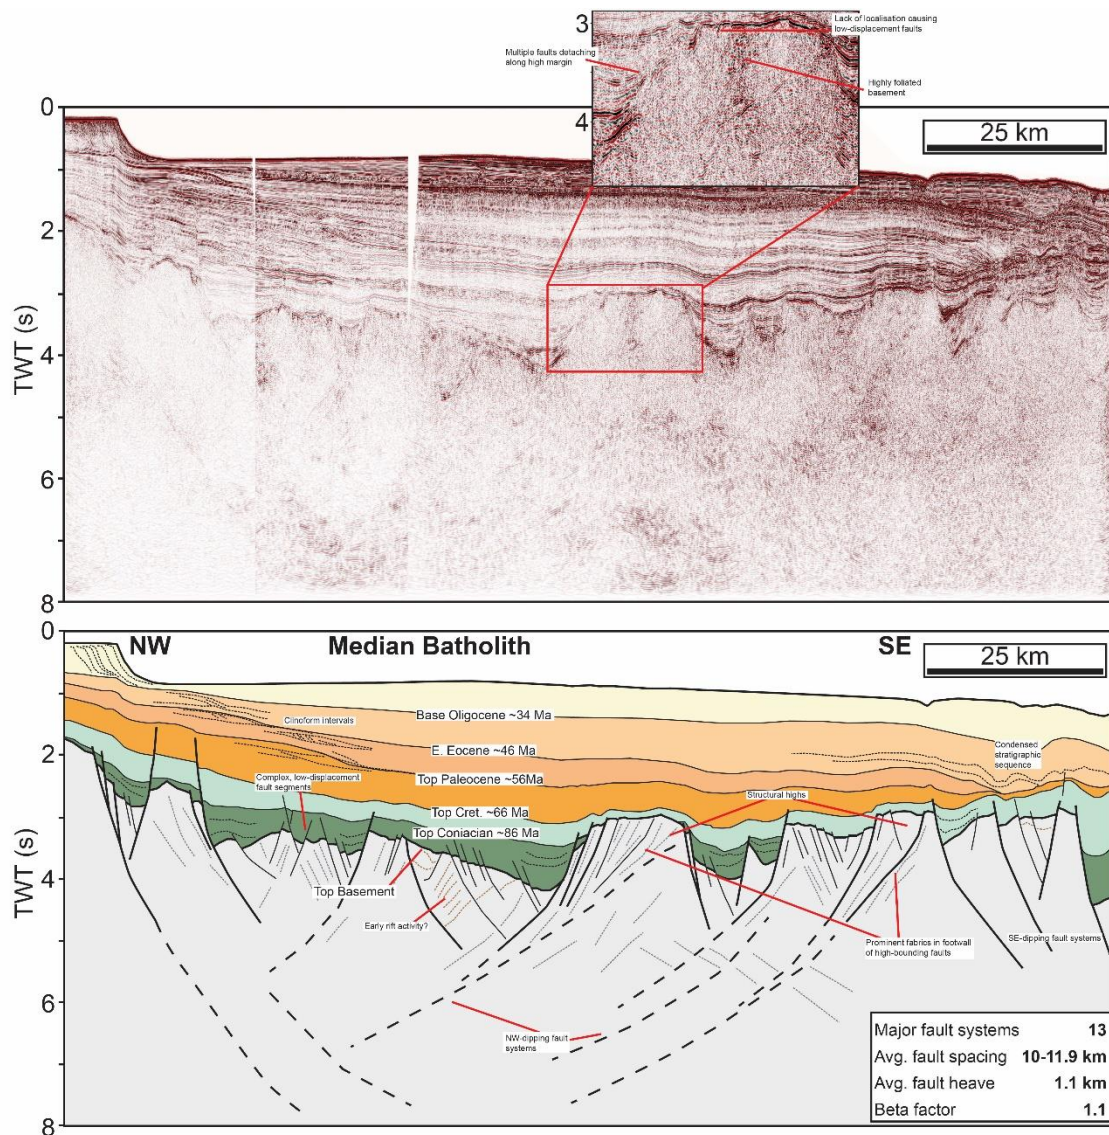 3
Lack of localisation causing
low-displacement faults
Multiple faults detaching
along high margin
Highly foliated
basement
4
25 km
0
2
4
6
8
TWT (s)
0
NW
Median Batholith
SE
25 km
Clinoform intervals
Base Oligocene ~34 Ma
E. Eocene ~46 Ma
Condensed
stratigraphic
sequence
2
Top Paleocene ~56Ma
Complex, low-displacement
fault segments
Structural highs
Top Cret. ~66 Ma
Top Coniacian ~86 Ma
TWT (s)
4
Top Basement
Early rift activity?
Prominent fabrics in footwall
of high-bounding faults
SE-dipping fault systems
6
NW-dipping fault
systems
Major fault systems 13
Avg. fault spacing 10-11.9 km
Avg. fault heave 1.1 km
Beta factor 1.1
8